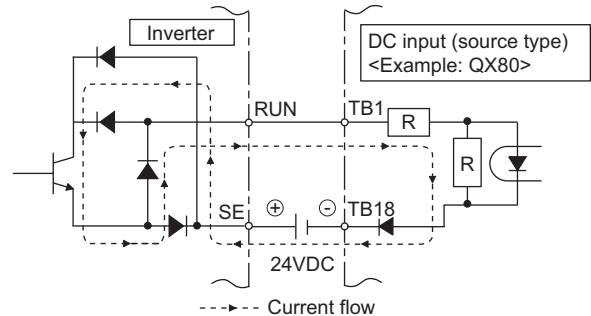 Inverter
DC input (source type)
<Example: QX80>
RUN
TB1
R
R
SE
+
-
TB18
24VDC
Current flow